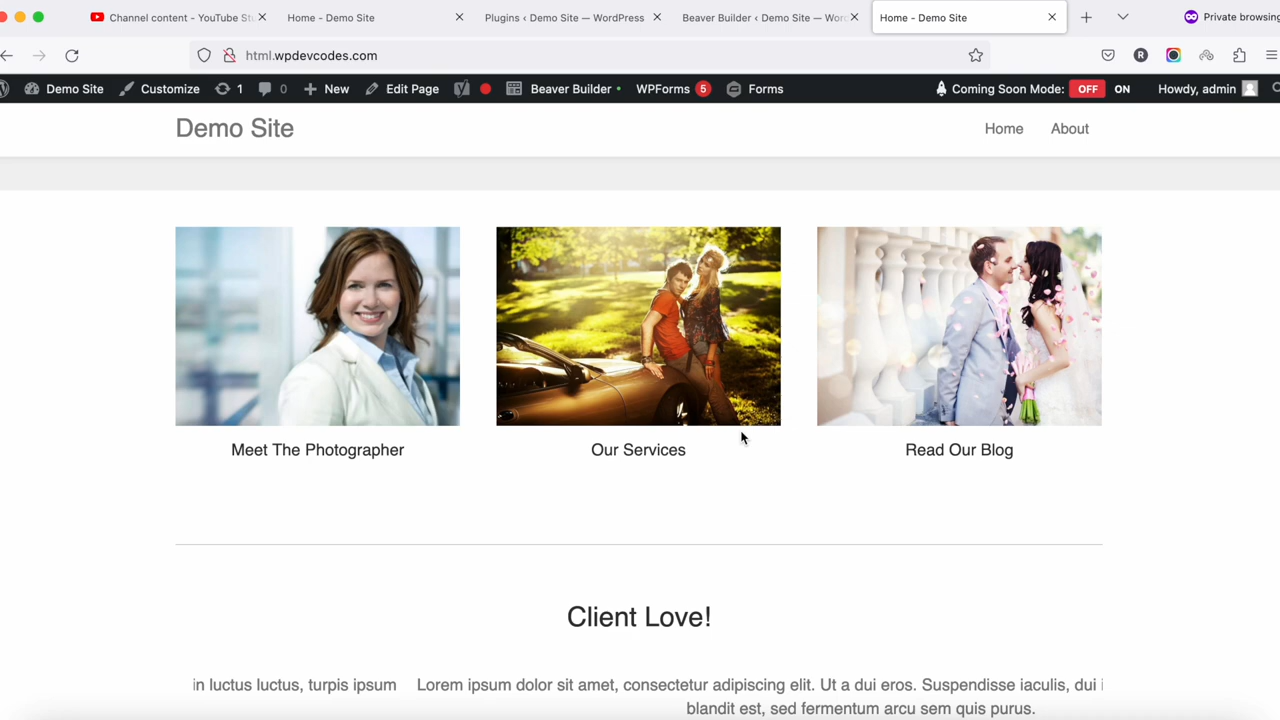 Channel content - YouTube St
Home - Demo Site
Plugins ‹ Demo Site — WordPress
Beaver Builder ‹ Demo Site — Wor
Home - Demo Site
Private browsing
html.wpdevcodes.com
R
Demo Site
Customize
1
0
New
Edit Page
Beaver Builder
WPForms 5
Forms
Coming Soon Mode: OFF ON
Howdy, admin
Demo Site
Home
About
Meet The Photographer
Our Services
Read Our Blog
Client Love!
in luctus luctus, turpis ipsum
Lorem ipsum dolor sit amet, consectetur adipiscing elit. Ut a dui eros. Suspendisse iaculis, dui i
blandit est, sed fermentum arcu sem quis purus.